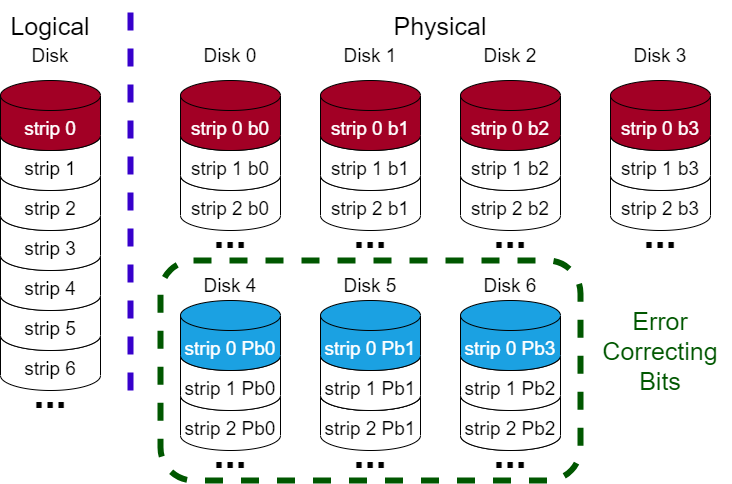 Logical
Physical
Disk
Disk 0
Disk 1
Disk 2
Disk 3
strip 0
strip 0 b0
strip 0 b1
strip 0 b2
strip 0 b3
strip 1
strip 1 b0
strip 1 b1
strip 1 b2
strip 1 b3
strip 2
strip 2 b0
strip 2 b1
strip 2 b2
strip 2 b3
...
...
...
...
strip 3
strip 4
strip 5
strip 6
...
Disk 4
Disk 5
Disk 6
strip 0 Pb0
strip 0 Pb1
strip 0 Pb3
strip 1 Pb0
strip 1 Pb1
strip 1 Pb2
strip 2 Pb0
strip 2 Pb1
strip 2 Pb2
...
...
...
Error
Correcting
Bits